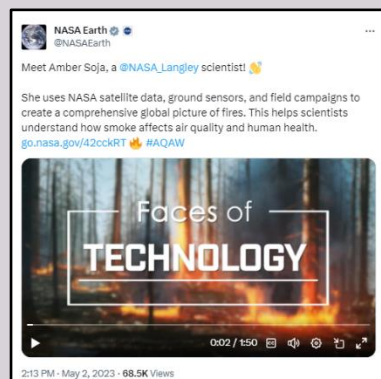 NASA Earth
@NASAEarth
Meet Amber Soja, a @NASA_Langley scientist! 👋
She uses NASA satellite data, ground sensors, and field campaigns to
create a comprehensive global picture of fires. This helps scientists
understand how smoke affects air quality and human health.
go.nasa.gov/42cckRT 🔥 #AQAW
Faces of
TECHNOLOGY
0:02 / 1:50
2:13 PM · May 2, 2023 · 68.5K Views